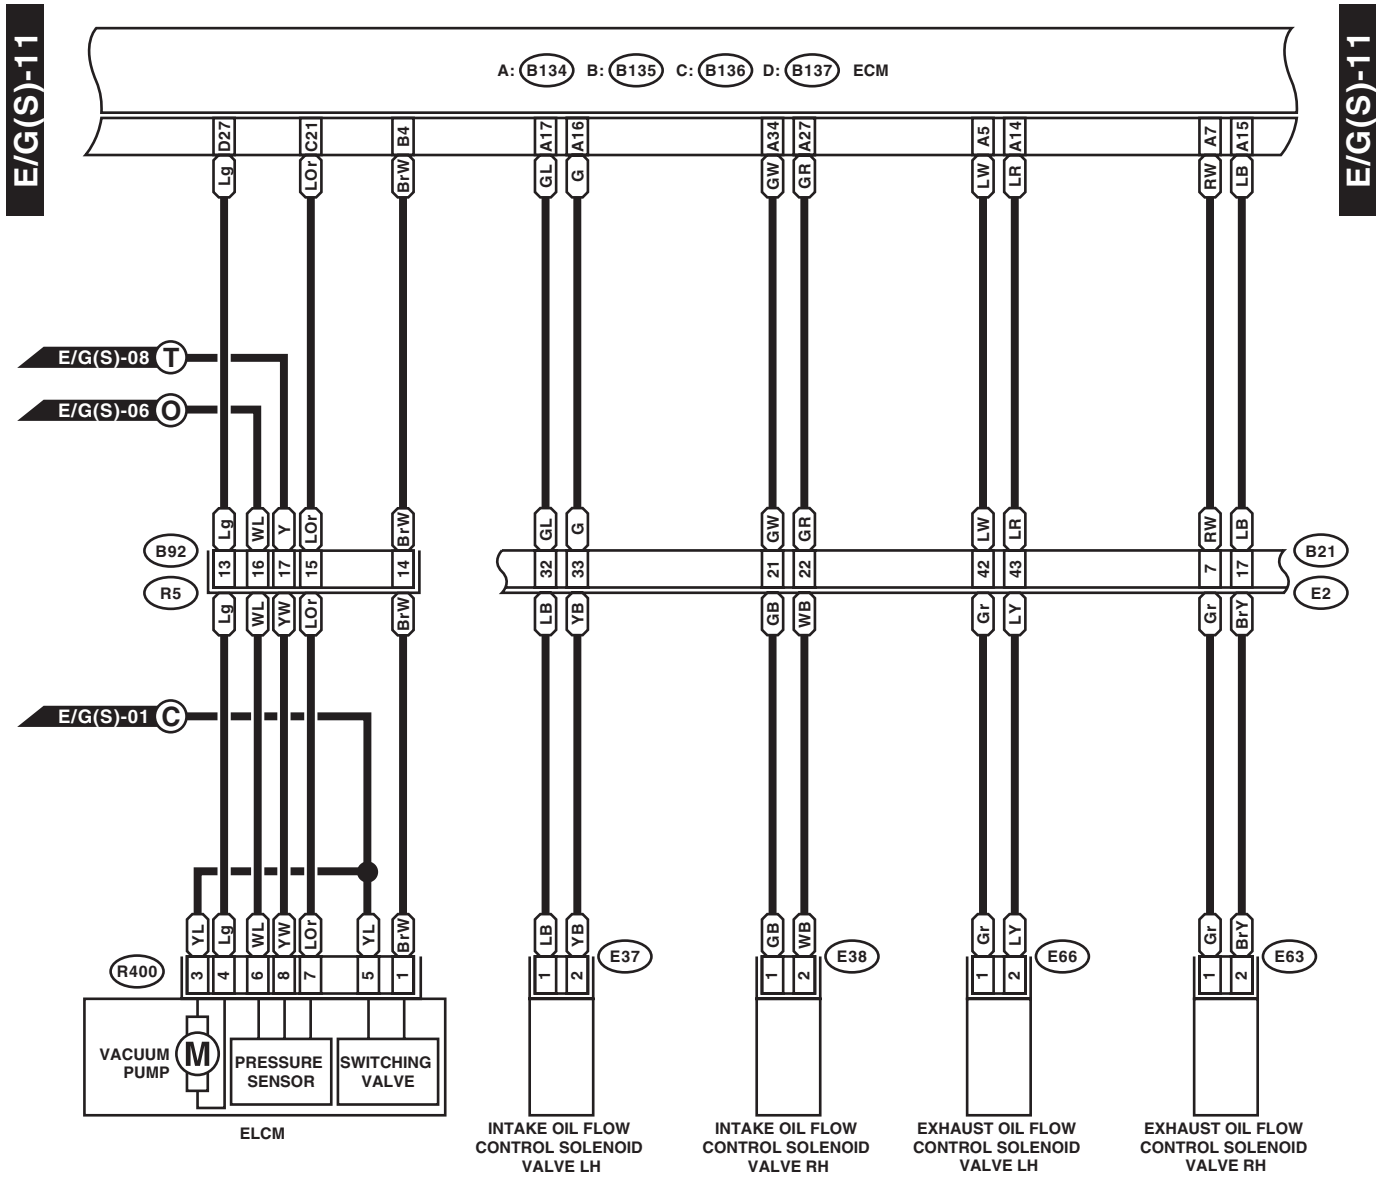 E/G(S)-11
E/G(S)-11
A: B134 B: B135 C: B136 D: B137 ECM
D27 C21 B4 A17 A16 A34 A27 A5 A14 A7 A15
Lg LOr BrW GL G GW GR LW LR RW LB
E/G(S)-08 T
E/G(S)-06 O
Lg WL Y LOr BrW GL G GW GR LW LR RW LB
B92 B21
13 16 17 15 14 32 33 21 22 42 43 7 17
R5 E2
Lg WL YW LOr BrW LB YB GB WB Gr LY Gr BrY
E/G(S)-01 C
YL Lg WL YW LOr YL BrW LB YB GB WB Gr LY Gr BrY
R400 E37 E38 E66 E63
3 4 6 8 7 5 1 1 2 1 2 1 2 1 2
VACUUM
PUMP
M
PRESSURE
SENSOR
SWITCHING
VALVE
ELCM
INTAKE OIL FLOW
CONTROL SOLENOID
VALVE LH
INTAKE OIL FLOW
CONTROL SOLENOID
VALVE RH
EXHAUST OIL FLOW
CONTROL SOLENOID
VALVE LH
EXHAUST OIL FLOW
CONTROL SOLENOID
VALVE RH